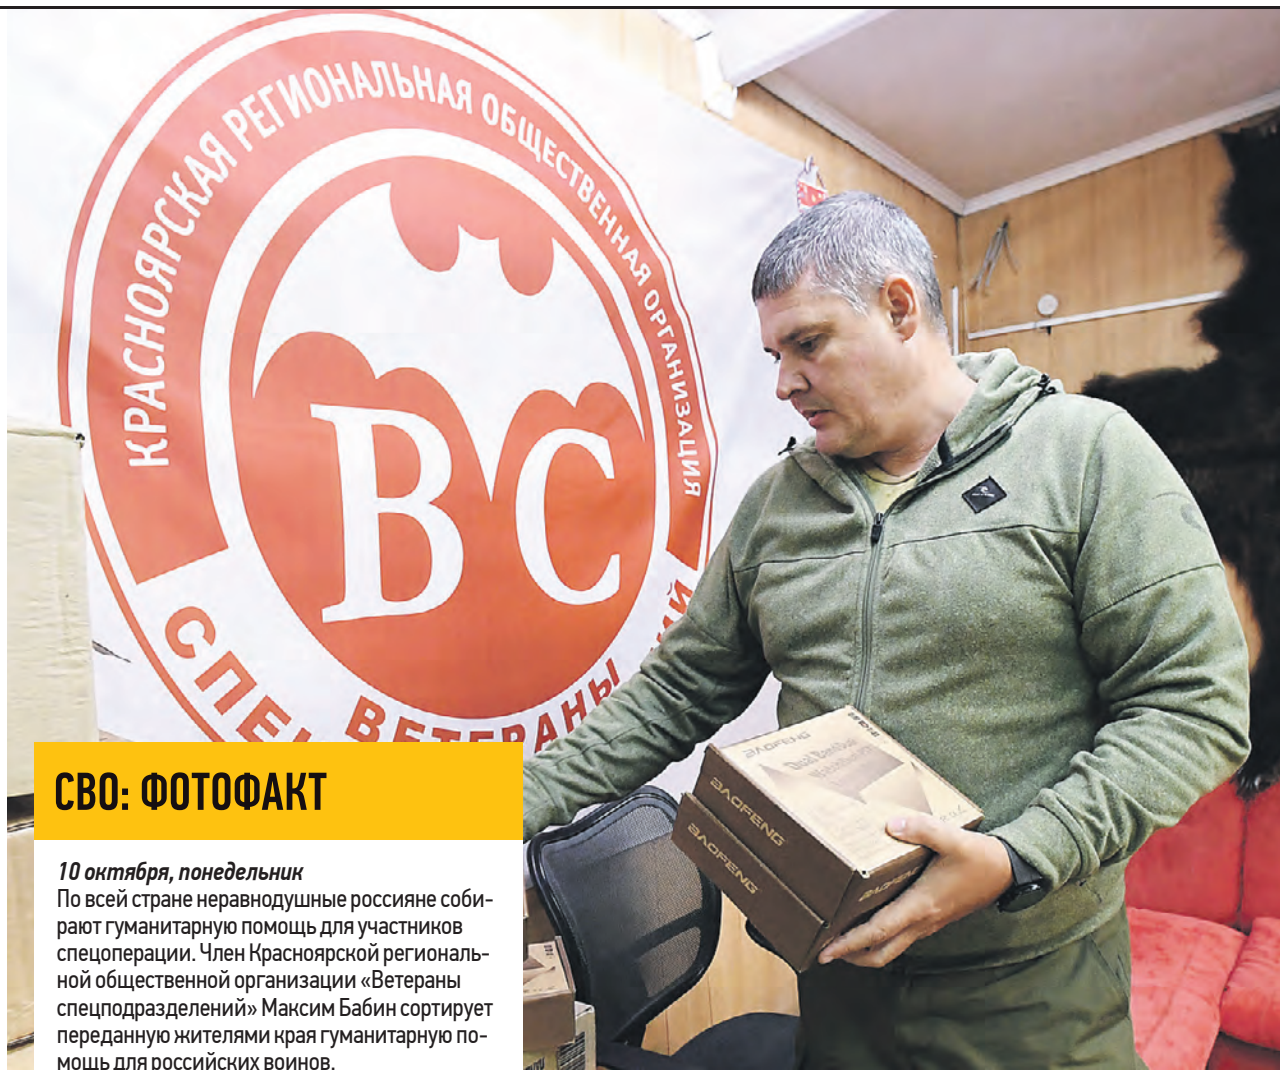 КРАСНОЯРСКАЯ РЕГИОНАЛЬНАЯ ОБЩЕСТВЕННАЯ ОРГАНИЗАЦИЯ
ВС
ВЕТЕРАНЫ
BAOFENG
BAOFENG
BAOFENG
BAOFENG
СВО: ФОТОФАКТ
10 октября, понедельник
По всей стране неравнодушные россияне соби-
рают гуманитарную помощь для участников
спецоперации. Член Красноярской региональ-
ной общественной организации «Ветераны
спецподразделений» Максим Бабин сортирует
переданную жителями края гуманитарную по-
мощь для российских воинов.